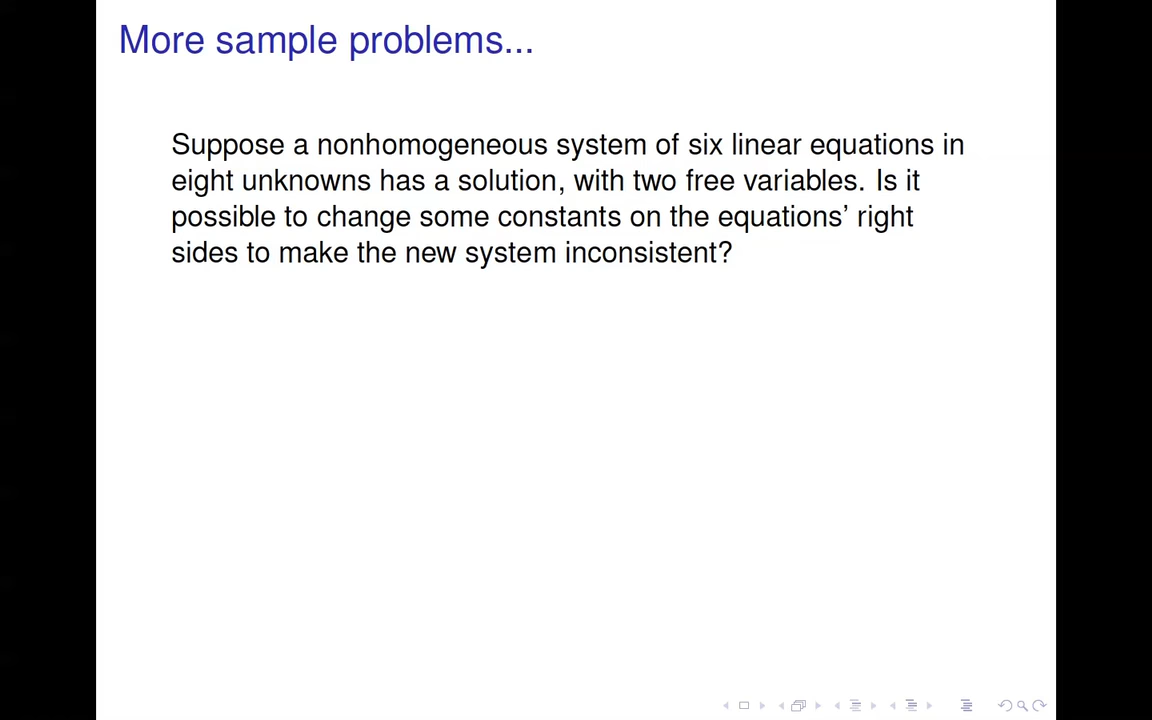 More sample problems...
Suppose a nonhomogeneous system of six linear equations in
eight unknowns has a solution, with two free variables. Is it
possible to change some constants on the equations’ right
sides to make the new system inconsistent?